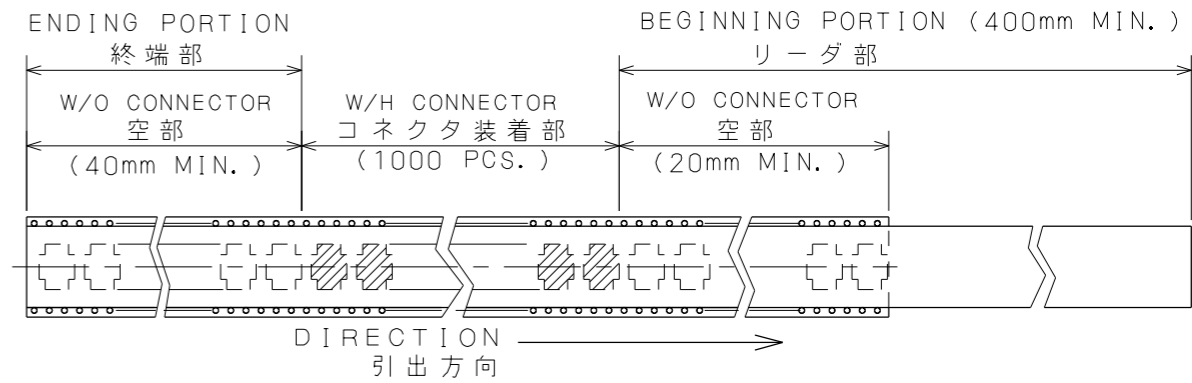 ENDING PORTION
終端部
BEGINNING PORTION (400mm MIN.)
リーダ部
W/O CONNECTOR
空部
(40mm MIN.)
W/H CONNECTOR
コネクタ装着部
(1000 PCS.)
W/O CONNECTOR
空部
(20mm MIN.)
DIRECTION
引出方向